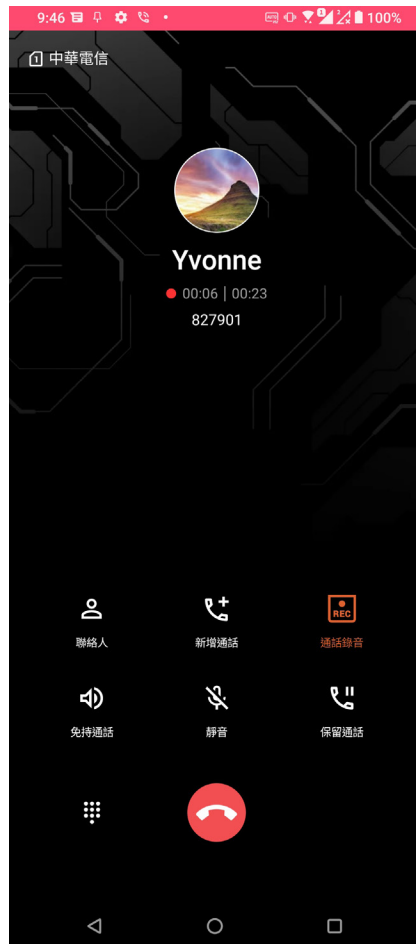 9:46
100%
中華電信
Yvonne
00:06 | 00:23
827901
REC
聯絡人
新增通話
通話錄音
免持通話
靜音
保留通話